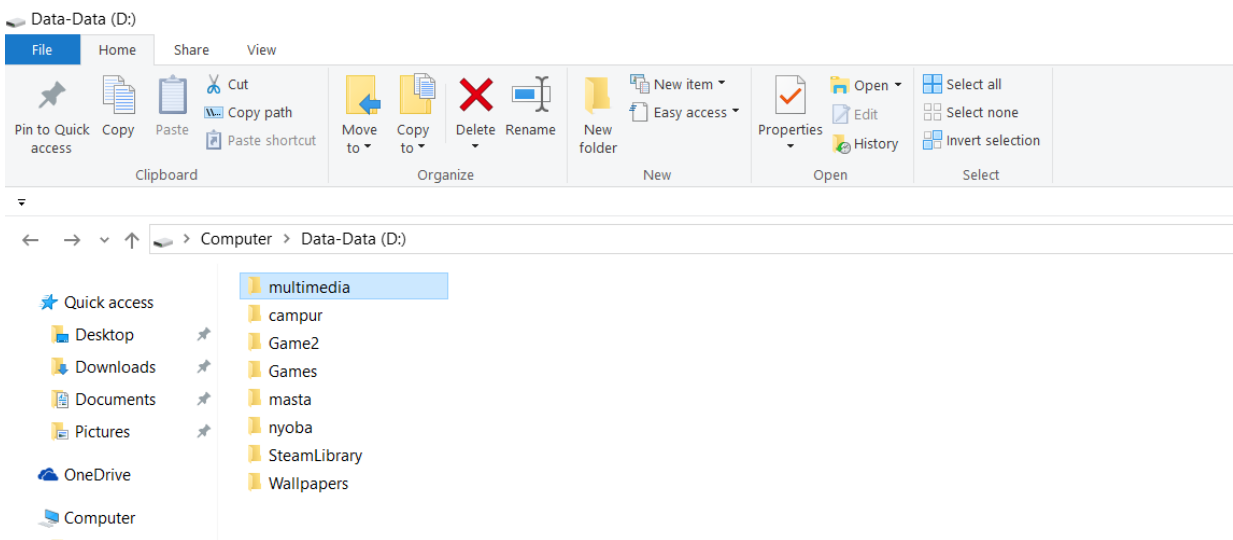 Data-Data (D:)
File Home Share View
Pin to Quick access
Copy
Paste
Cut
Copy path
Paste shortcut
Clipboard
Move to
Copy to
Delete
Rename
Organize
New folder
New item
Easy access
New
Properties
Open
Edit
History
Open
Select all
Select none
Invert selection
Select
Computer > Data-Data (D:)
Quick access
Desktop
Downloads
Documents
Pictures
OneDrive
Computer
multimedia
campur
Game2
Games
masta
nyoba
SteamLibrary
Wallpapers